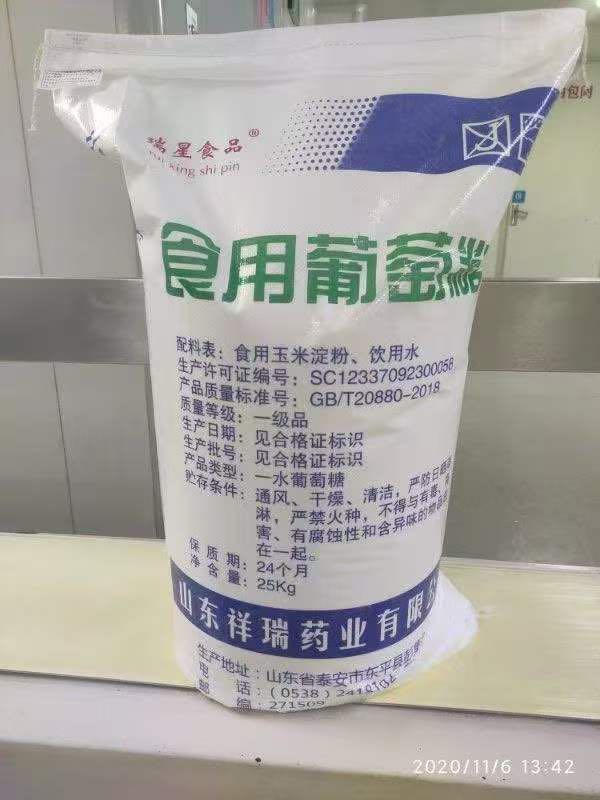 瑞星食品®
xing shi pin
食用葡萄糖
配料表：食用玉米淀粉、饮用水
生产许可证编号：SC12337092300058
产品质量标准号：GB/T20880-2018
质量等级：一级品
生产日期：见合格证标识
生产批号：见合格证标识
产品类型：一水葡萄糖
贮存条件：通风、干燥、清洁，严防日晒
淋，严禁火种，不得与有毒、
害、有腐蚀性和含异味的物品
在一起。
保质期：24个月
净含量：25Kg
山东祥瑞药业有限
生产地址：山东省泰安市东平县
电话：(0538)
邮编：271509
2020/11/6 13:42